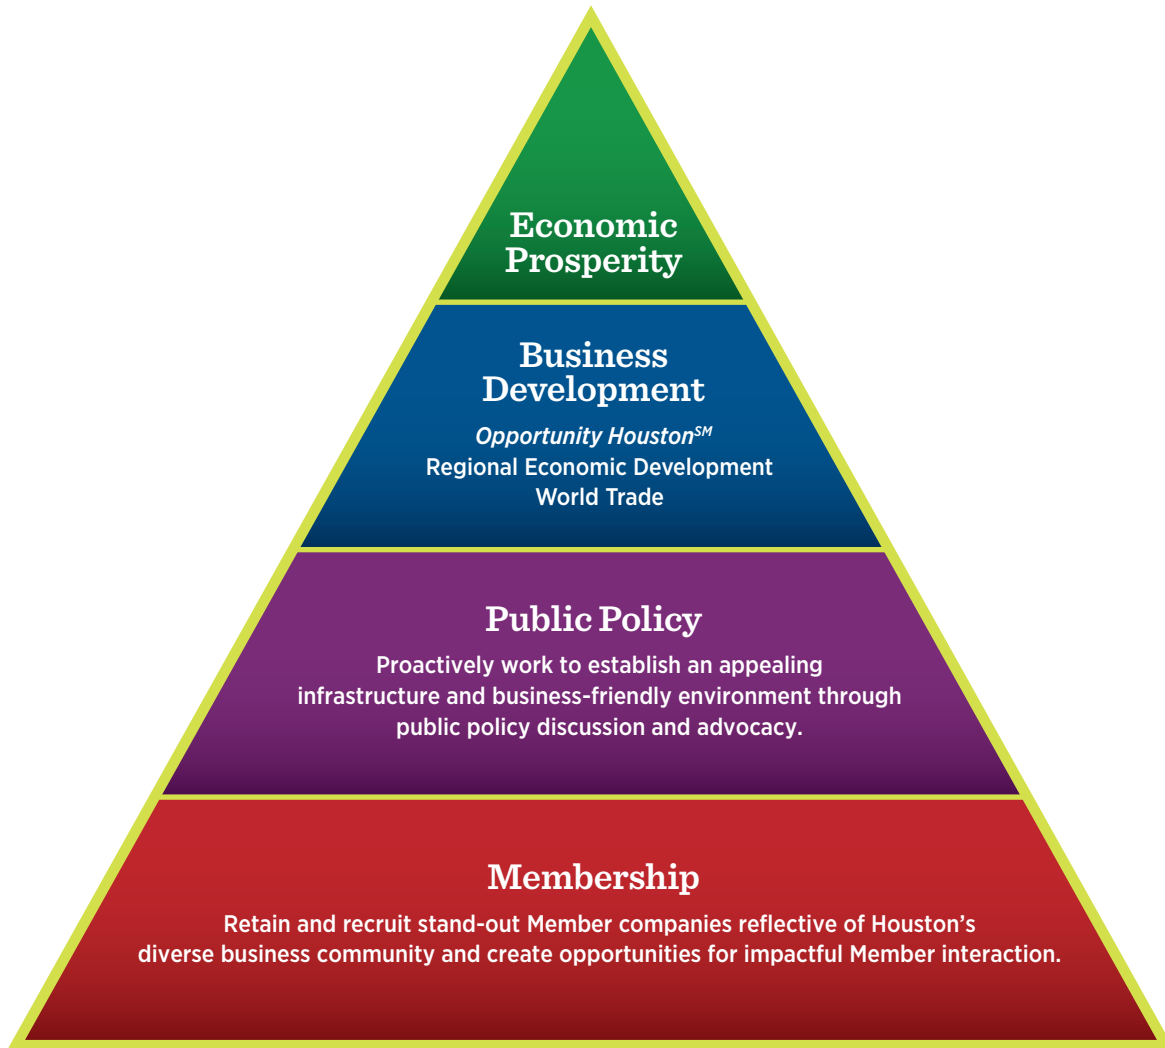 Economic
Prosperity
Business
Development
Opportunity Houston℠
Regional Economic Development
World Trade
Public Policy
Proactively work to establish an appealing
infrastructure and business-friendly environment through
public policy discussion and advocacy.
Membership
Retain and recruit stand-out Member companies reflective of Houston’s
diverse business community and create opportunities for impactful Member interaction.